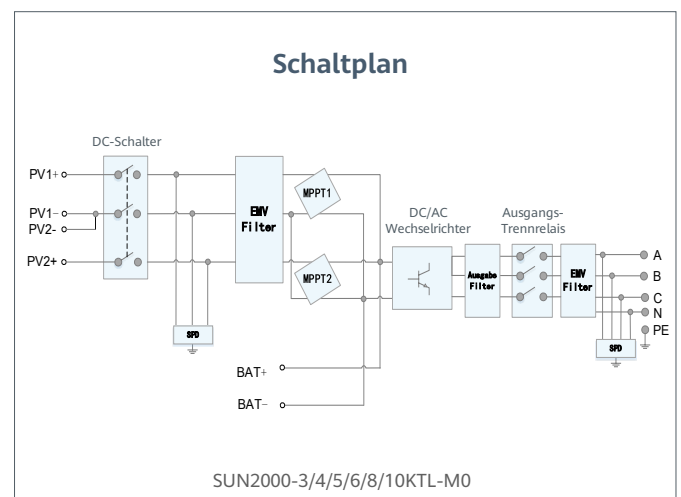 Schaltplan
DC-Schalter
PV1+
PV1-
PV2-
PV2+
EMV
Filter
MPPT1
MPPT2
SPD
BAT+
BAT-
DC/AC
Wechselrichter
Ausgabe
Filter
Ausgangs-
Trennrelais
EMV
Filter
A
B
C
N
PE
SPD
SUN2000-3/4/5/6/8/10KTL-M0